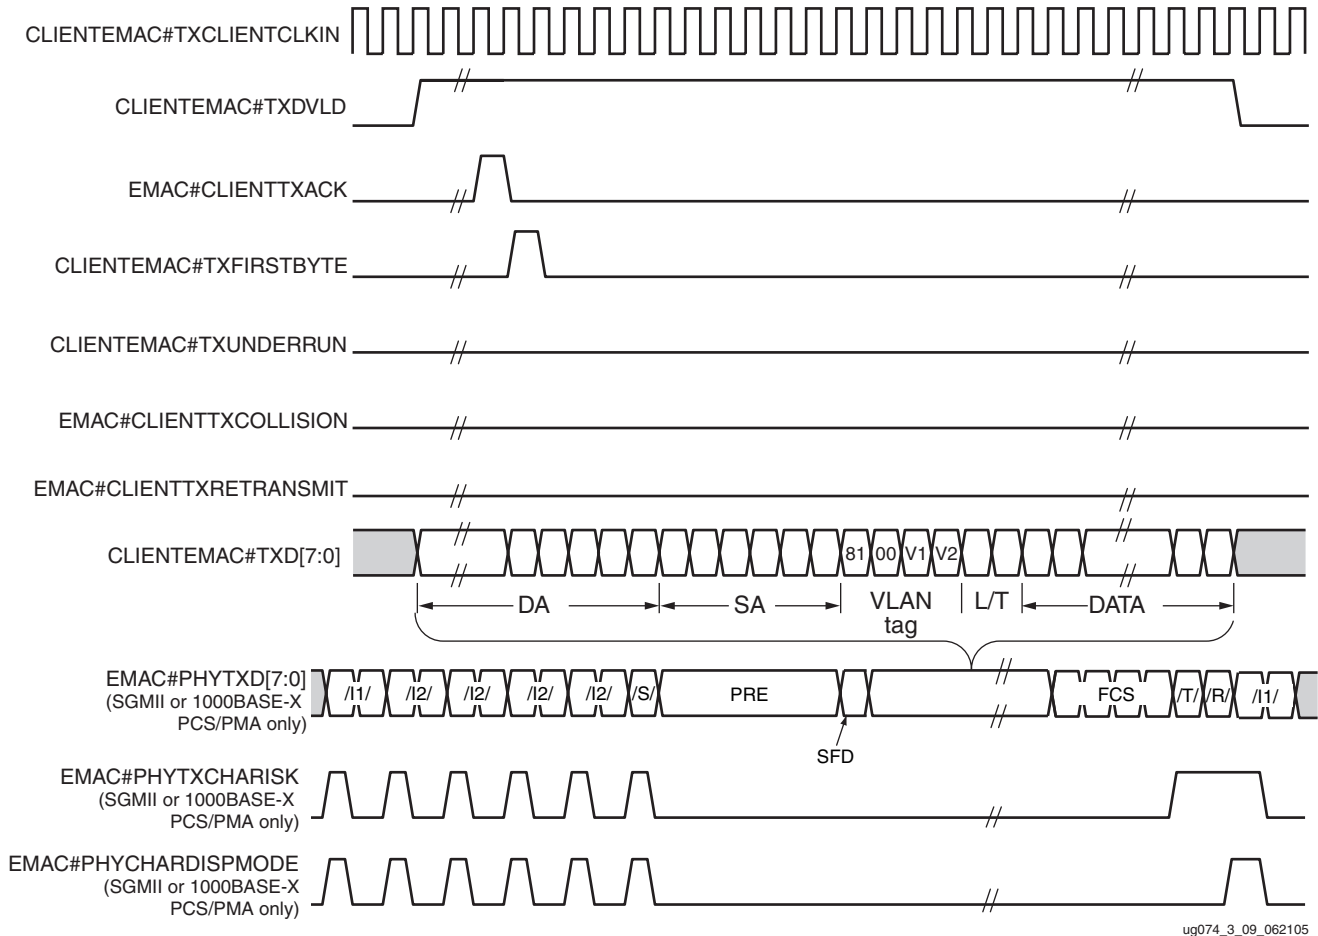 CLIENTEMAC#TXCLIENTCLKIN
CLIENTEMAC#TXDVLD
EMAC#CLIENTTXACK
CLIENTEMAC#TXFIRSTBYTE
CLIENTEMAC#TXUNDERRUN
EMAC#CLIENTTXCOLLISION
EMAC#CLIENTTXRETRANSMIT
CLIENTEMAC#TXD[7:0]
81 00 V1 V2
DA SA VLAN tag L/T DATA
EMAC#PHYTXD[7:0]
(SGMII or 1000BASE-X
PCS/PMA only)
/I1/ /I2/ /I2/ /I2/ /I2/ /S/ PRE FCS /T/ /R/ /I1/
SFD
EMAC#PHYTXCHARISK
(SGMII or 1000BASE-X
PCS/PMA only)
EMAC#PHYCHARDISPMODE
(SGMII or 1000BASE-X
PCS/PMA only)
ug074_3_09_062105